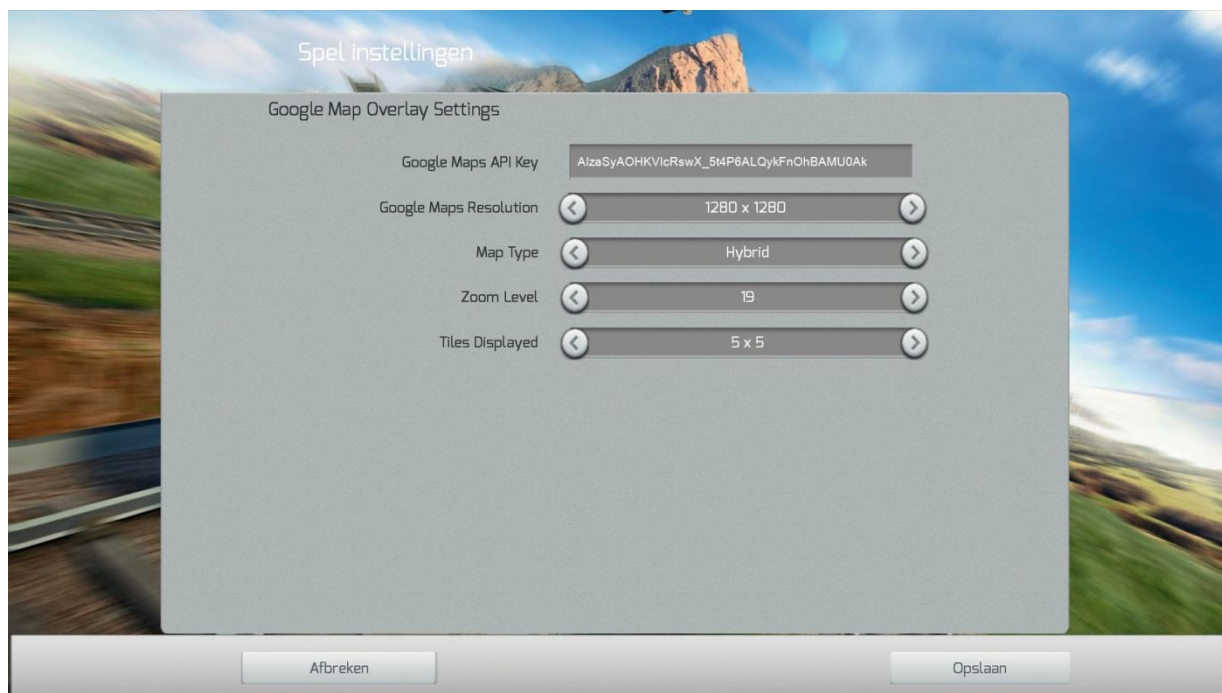 Spel instellingen
Google Map Overlay Settings
Google Maps API Key
Google Maps Resolution 1280 x 1280
Map Type Hybrid
Zoom Level 19
Tiles Displayed 5 x 5
Afbreken Opslaan